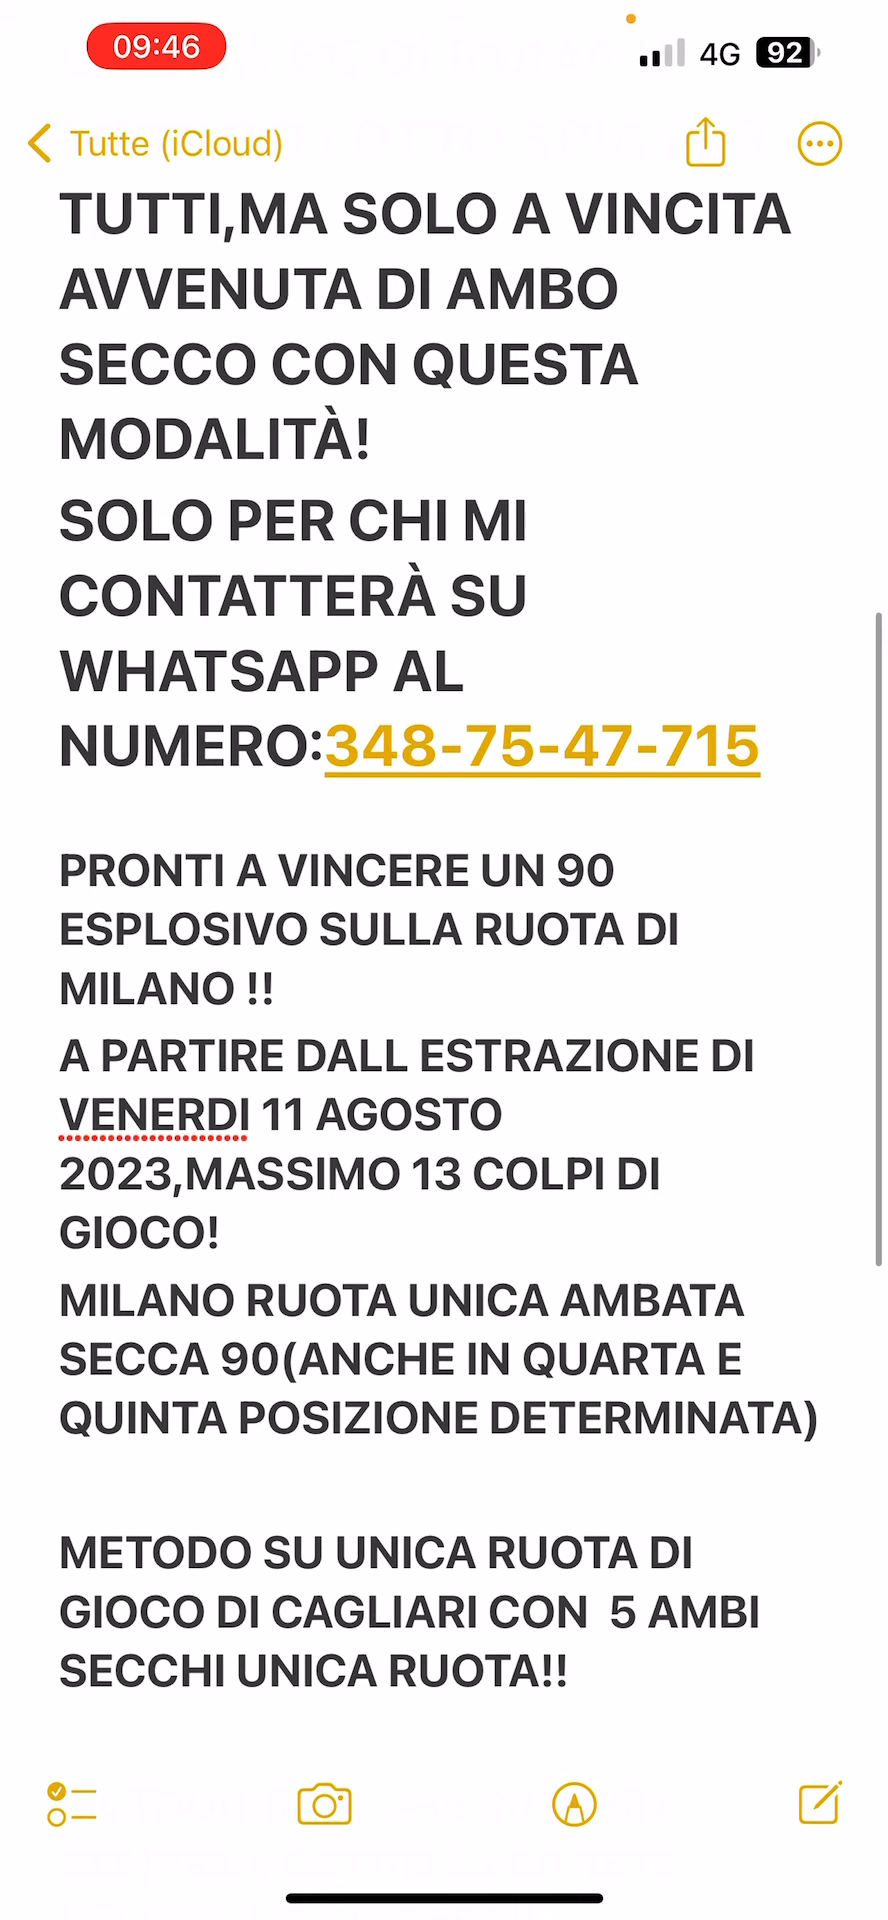 09:46
4G 92
Tutte (iCloud)
TUTTI,MA SOLO A VINCITA
AVVENUTA DI AMBO
SECCO CON QUESTA
MODALITÀ!
SOLO PER CHI MI
CONTATTERÀ SU
WHATSAPP AL
NUMERO:348-75-47-715
PRONTI A VINCERE UN 90
ESPLOSIVO SULLA RUOTA DI
MILANO !!
A PARTIRE DALL ESTRAZIONE DI
VENERDI 11 AGOSTO
2023,MASSIMO 13 COLPI DI
GIOCO!
MILANO RUOTA UNICA AMBATA
SECCA 90(ANCHE IN QUARTA E
QUINTA POSIZIONE DETERMINATA)
METODO SU UNICA RUOTA DI
GIOCO DI CAGLIARI CON  5 AMBI
SECCHI UNICA RUOTA!!